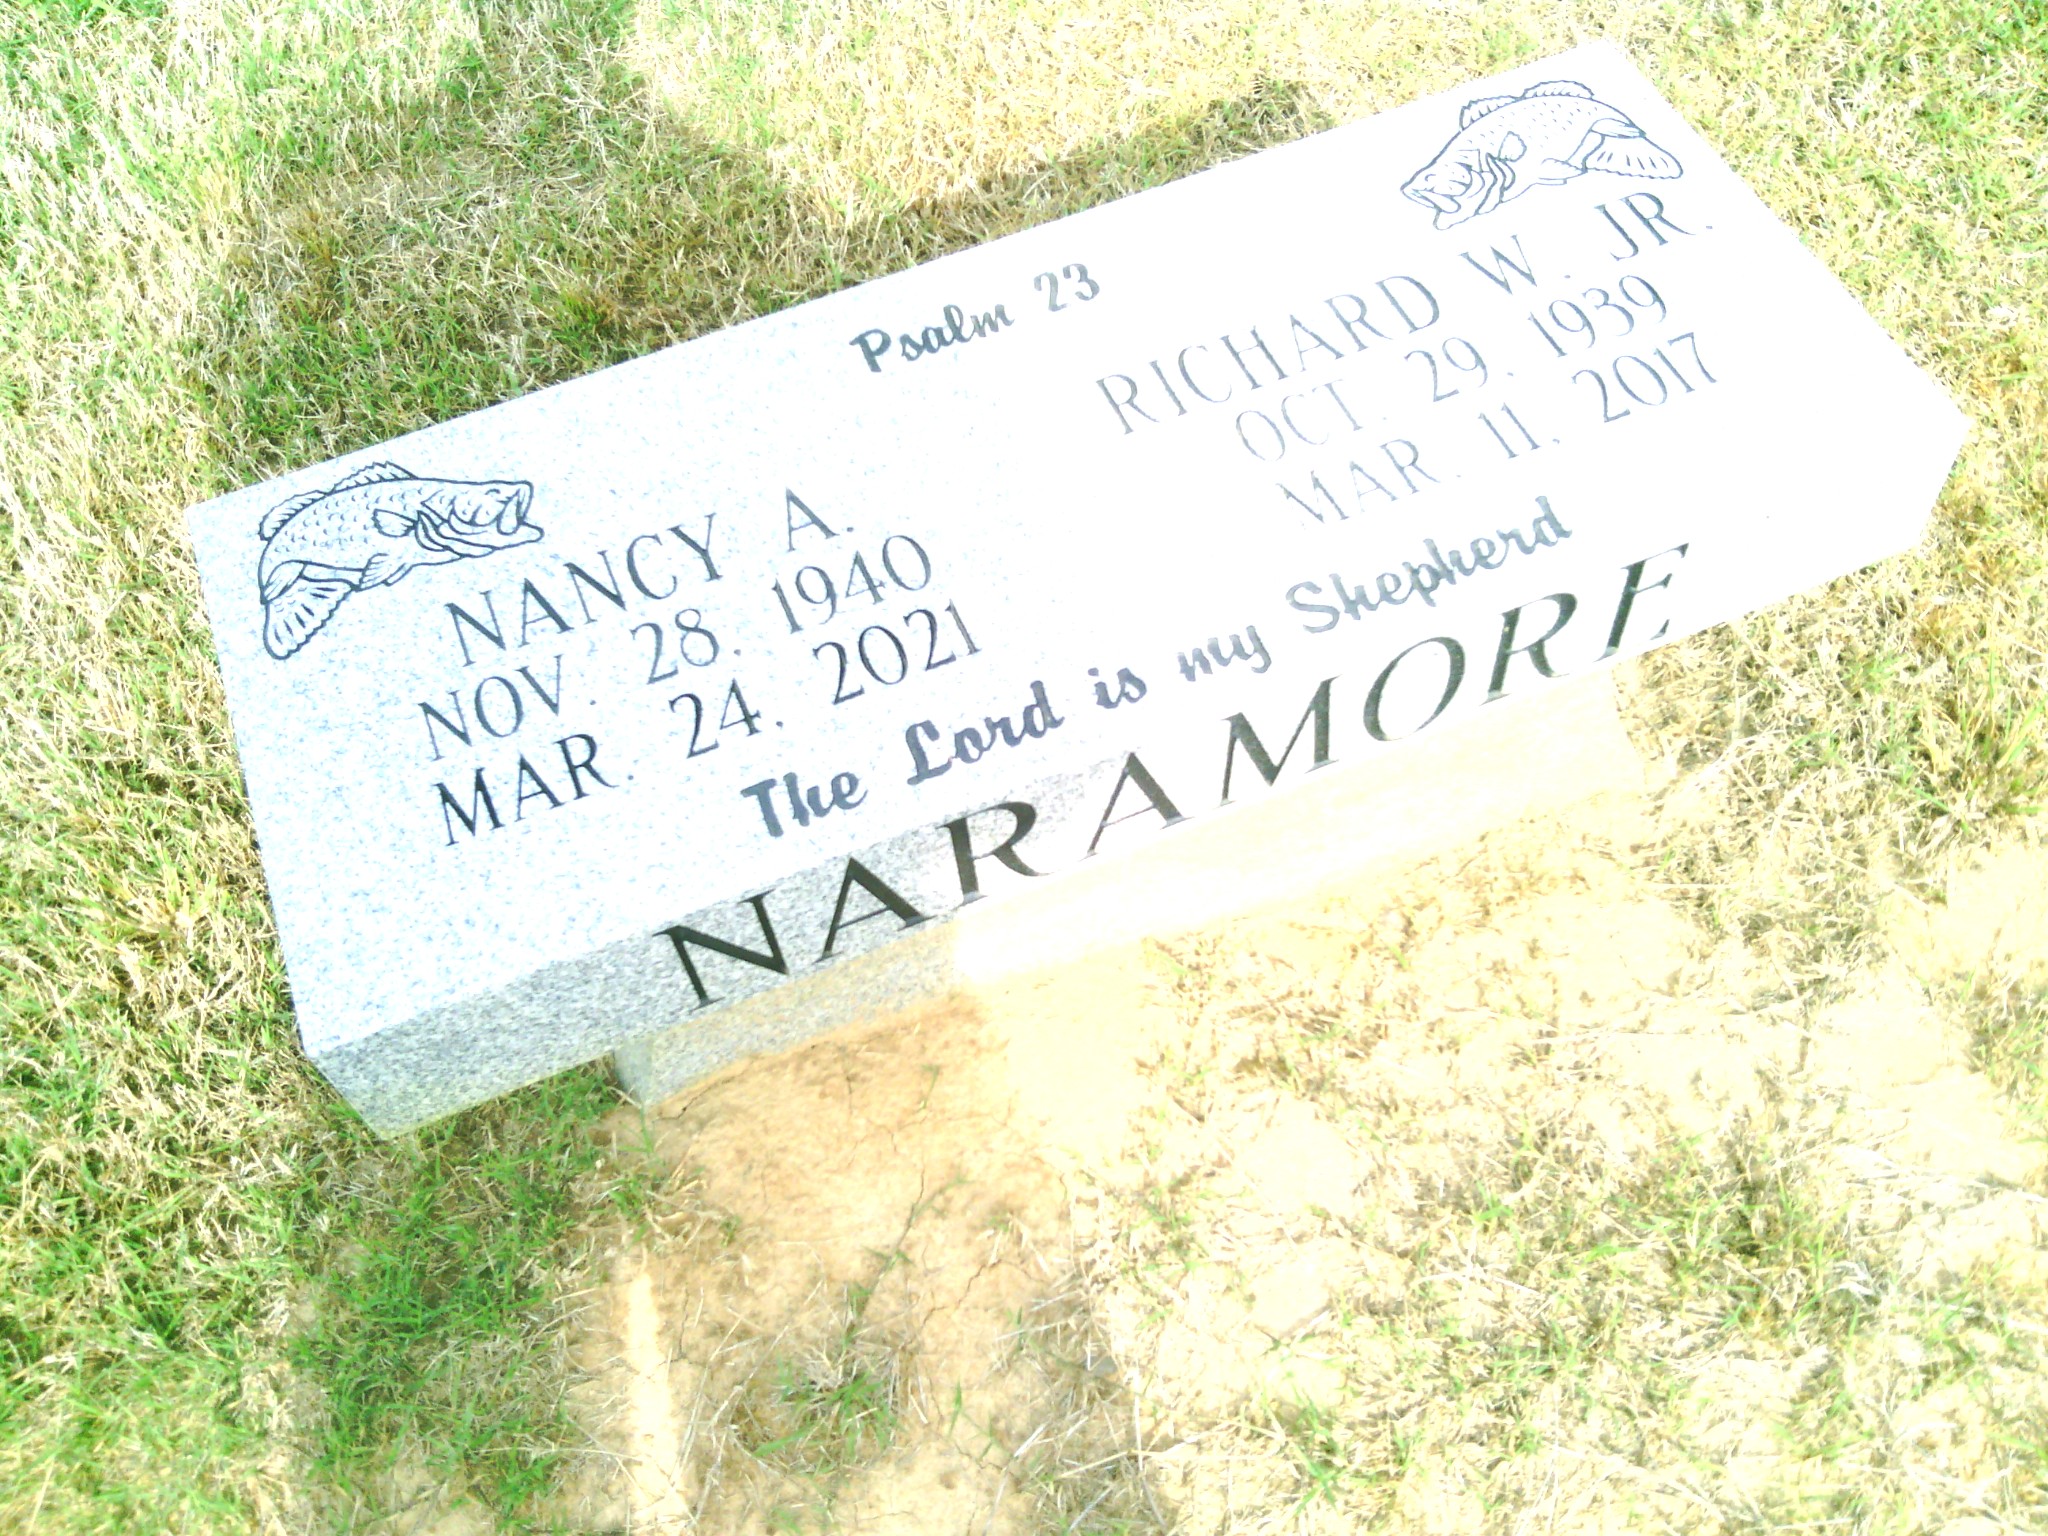 Psalm 23
NANCY A.
NOV. 28, 1940
MAR. 24, 2021
RICHARD W. JR.
OCT. 29, 1939
MAR. 11, 2017
The Lord is my Shepherd
NARAMORE